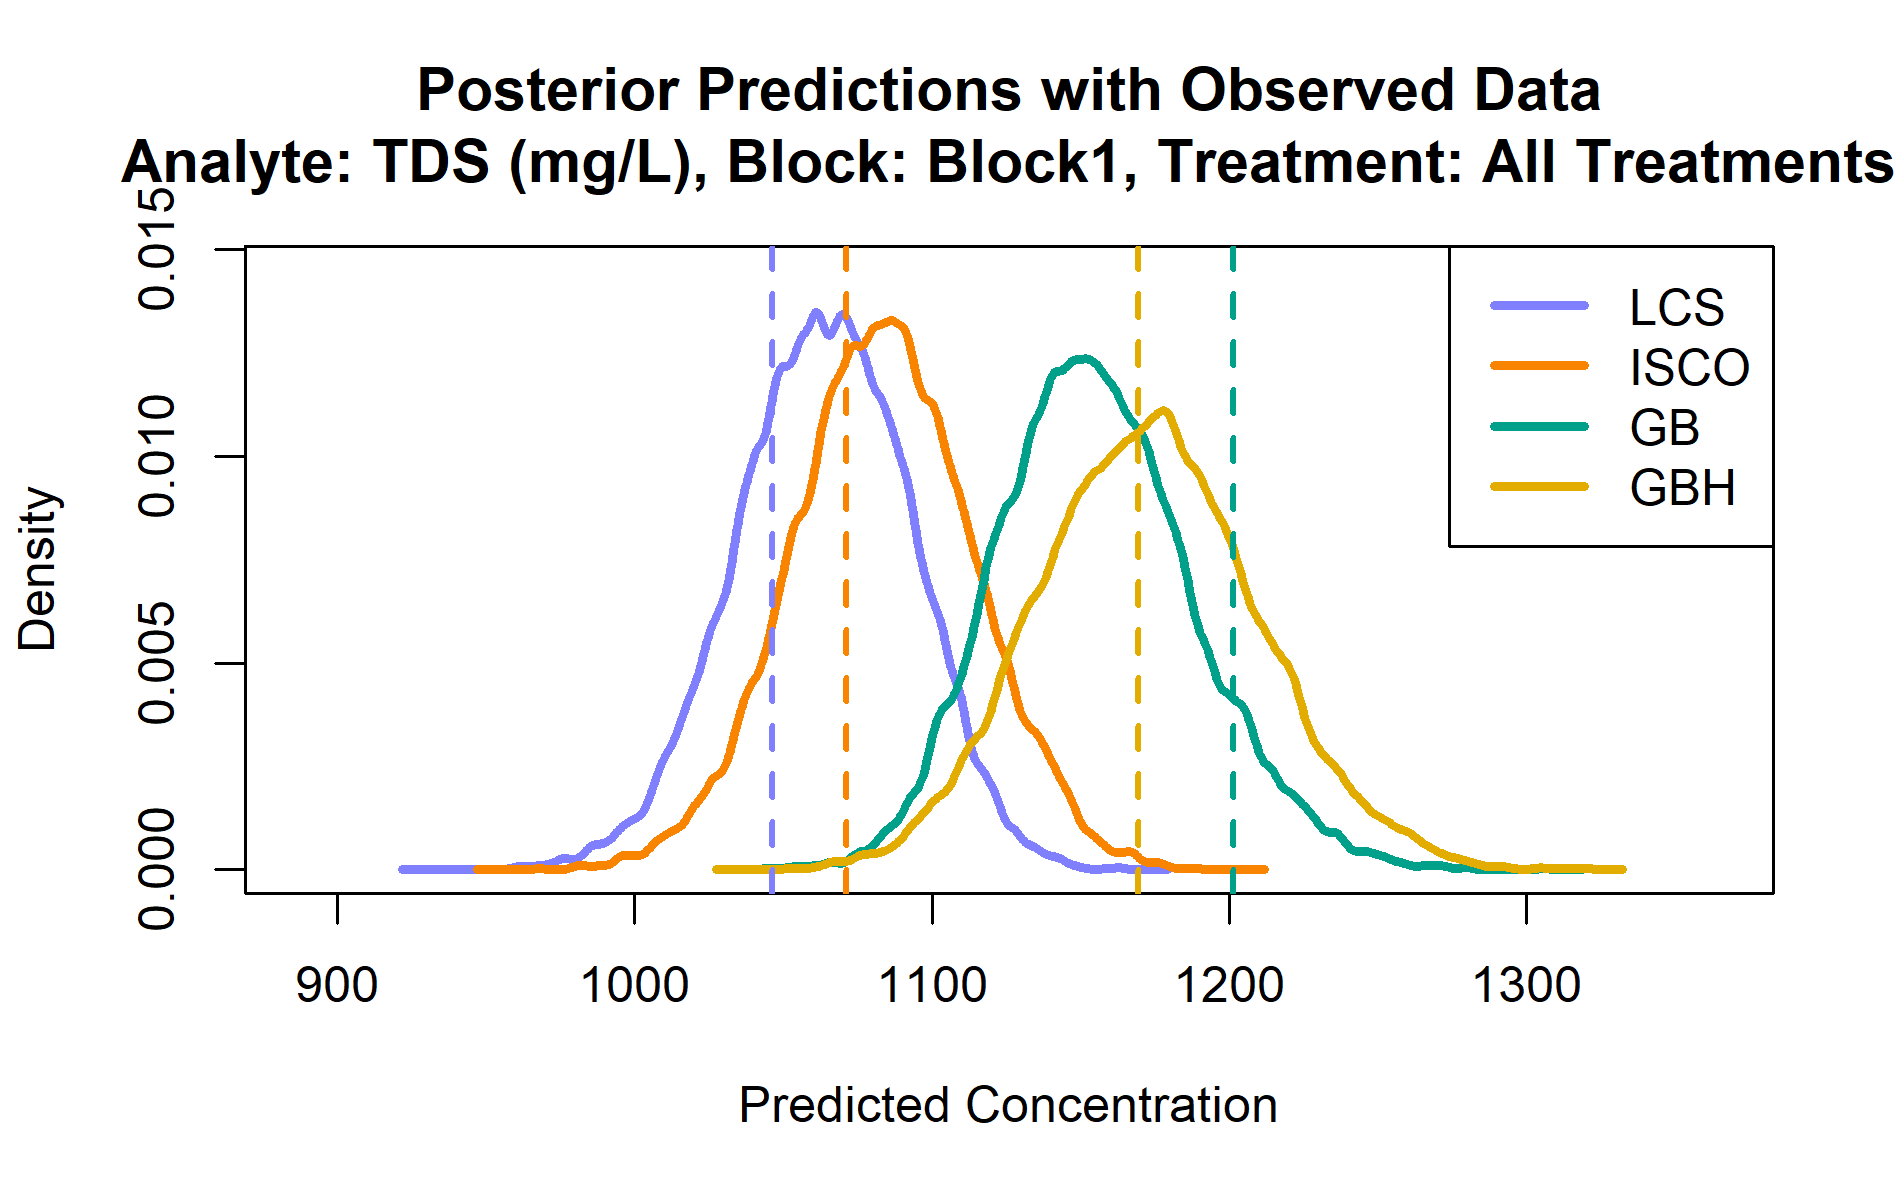 Posterior Predictions with Observed Data
Analyte: TDS (mg/L), Block: Block1, Treatment: All Treatments
0.015
0.010
0.005
0.000
Density
LCS
ISCO
GB
GBH
900 1000 1100 1200 1300
Predicted Concentration